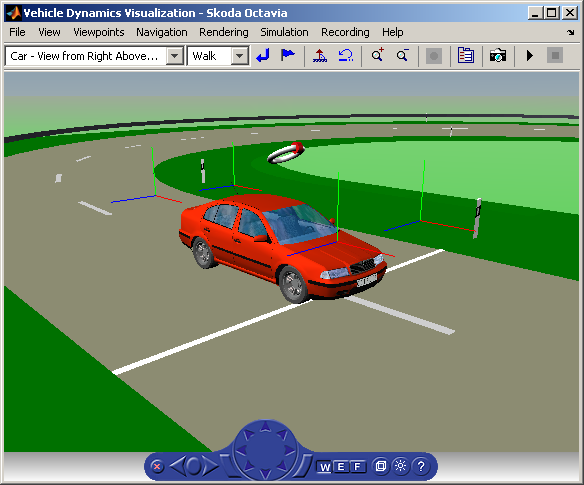 Vehicle Dynamics Visualization - Skoda Octavia
File View Viewpoints Navigation Rendering Simulation Recording Help
Car - View from Right Above... Walk
W E F ?